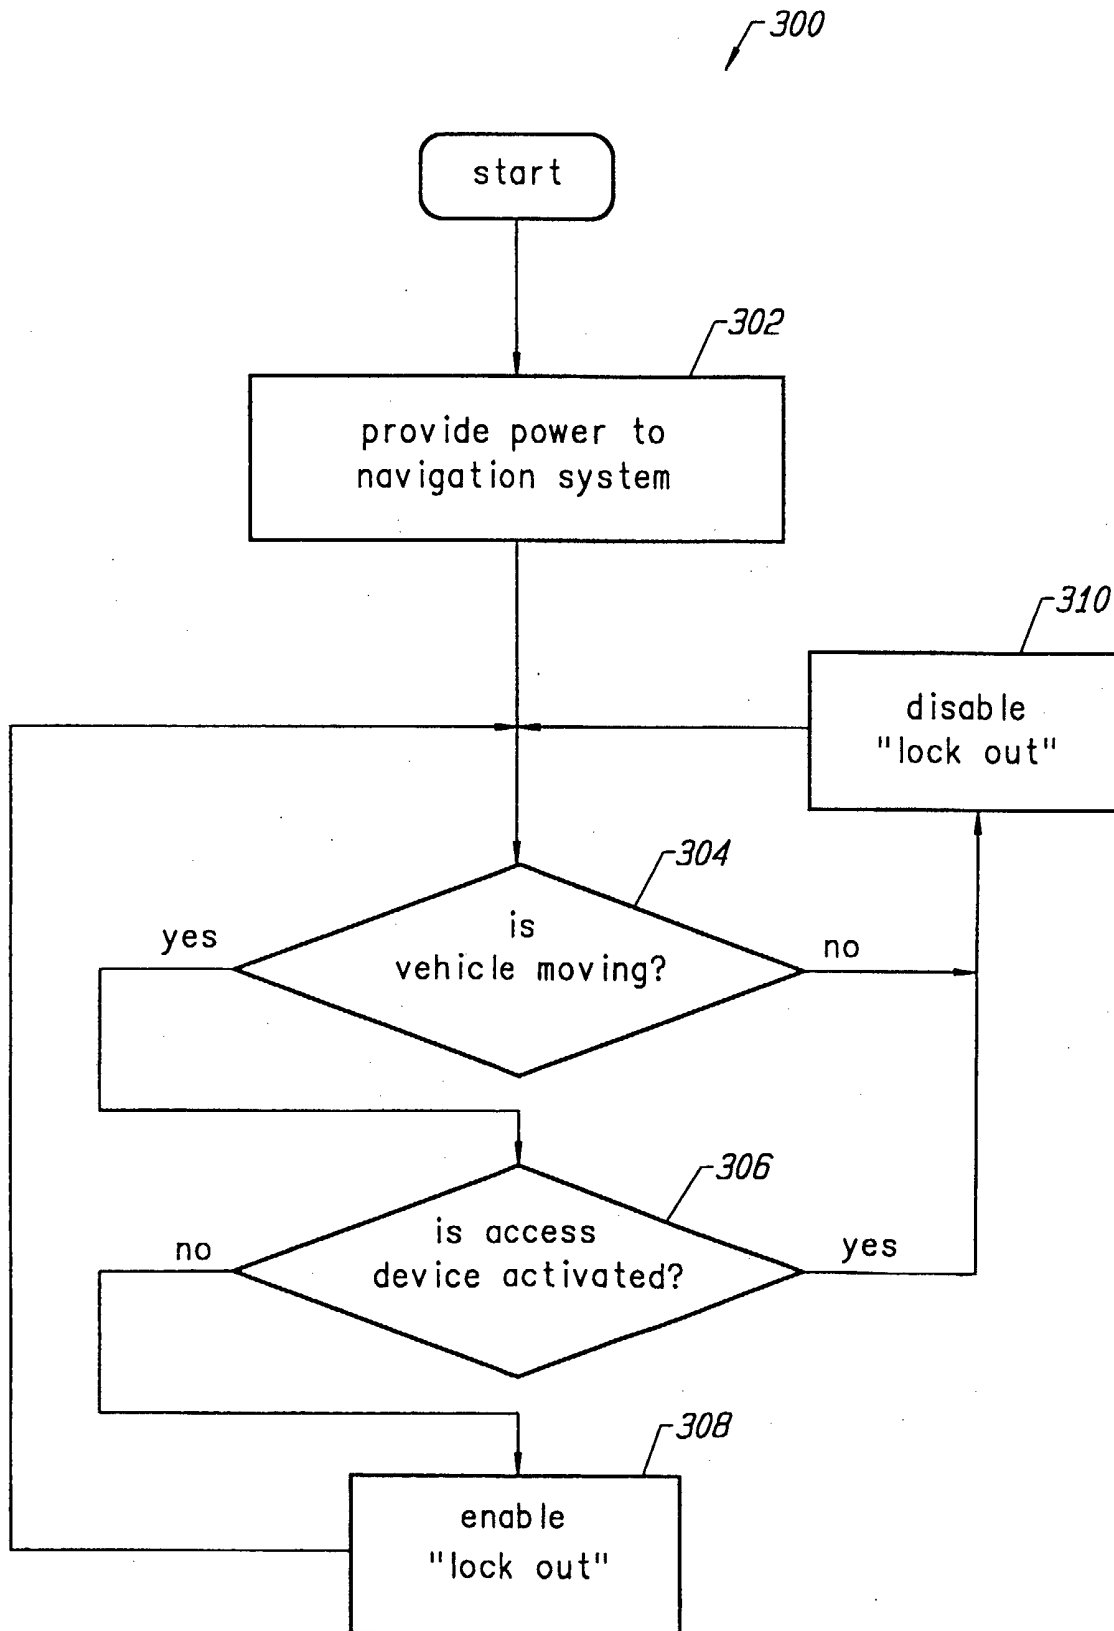 300
start
302
provide power to
navigation system
310
disable
"lock out"
304
is
vehicle moving?
yes
no
306
is access
device activated?
no
yes
308
enable
"lock out"